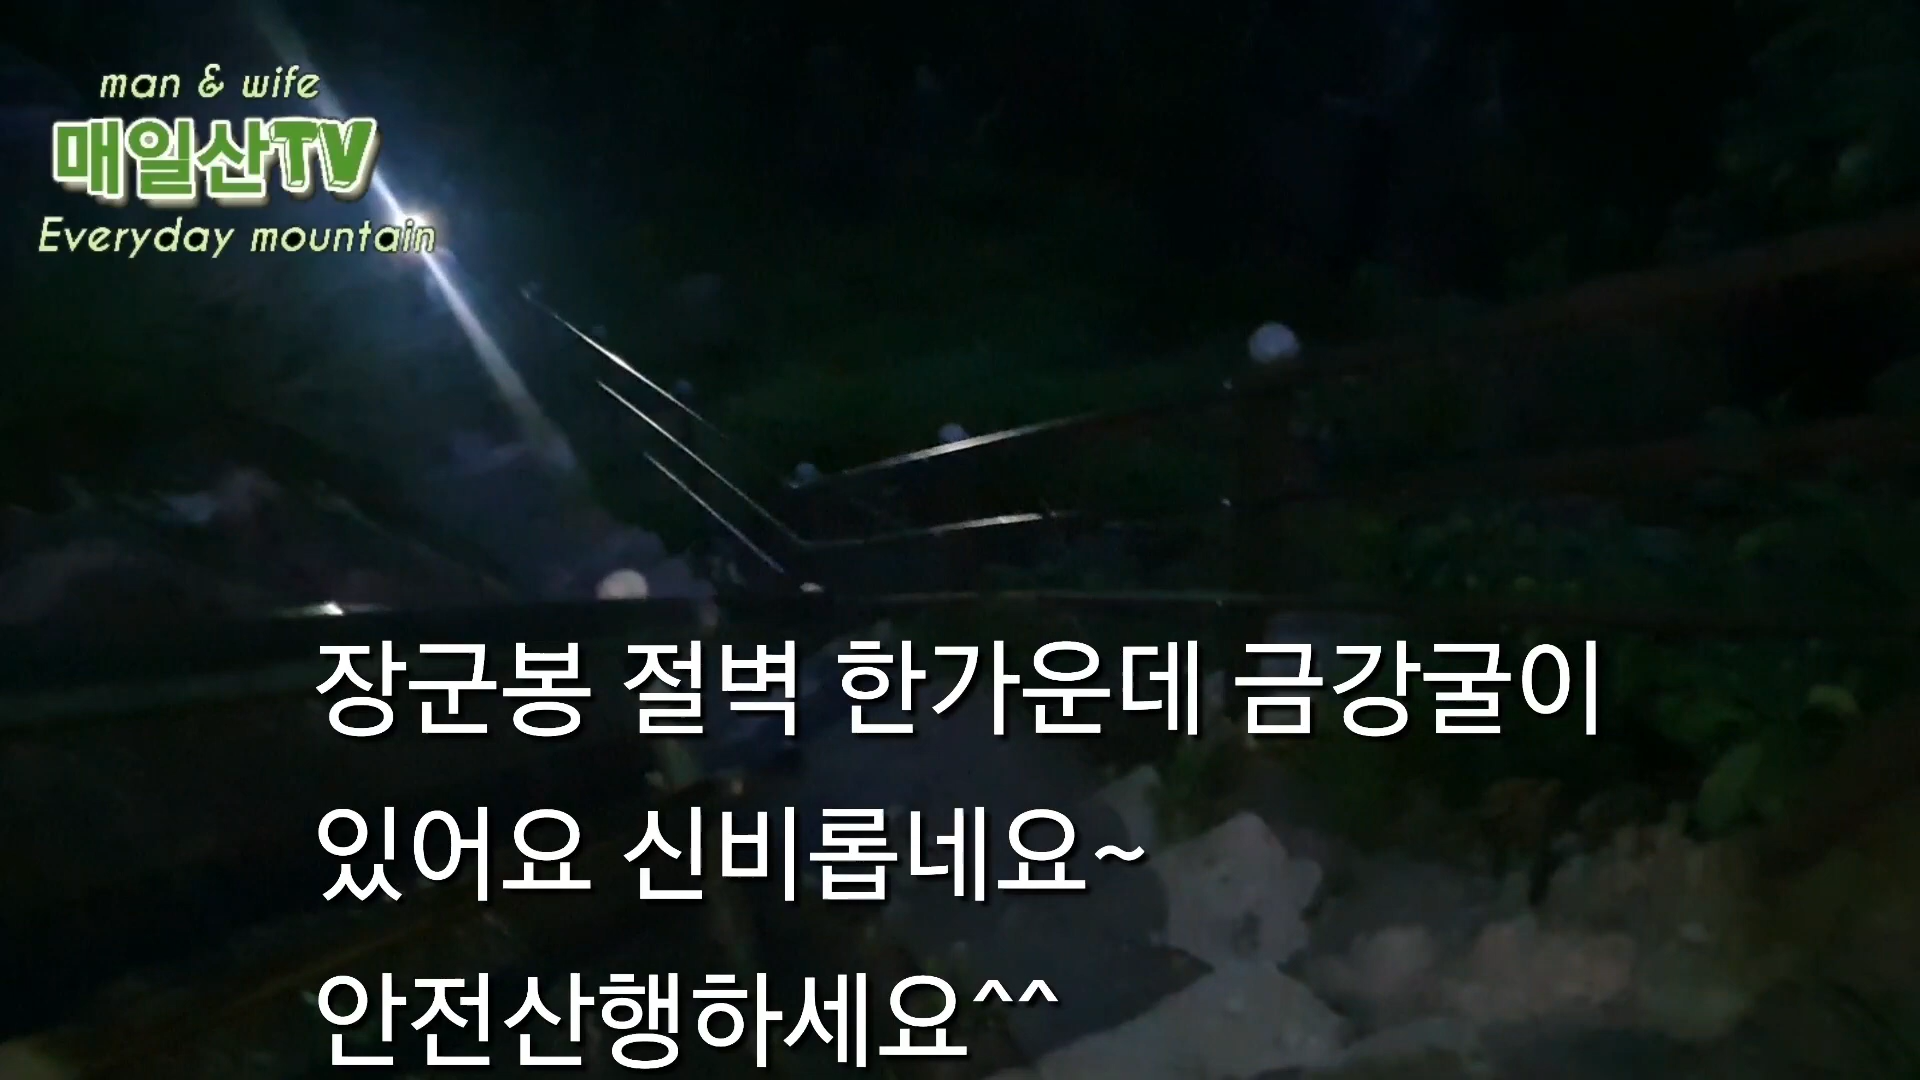 man & wife
매일산TV
Everyday mountain
장군봉 절벽 한가운데 금강굴이
있어요 신비롭네요~
안전산행하세요^^